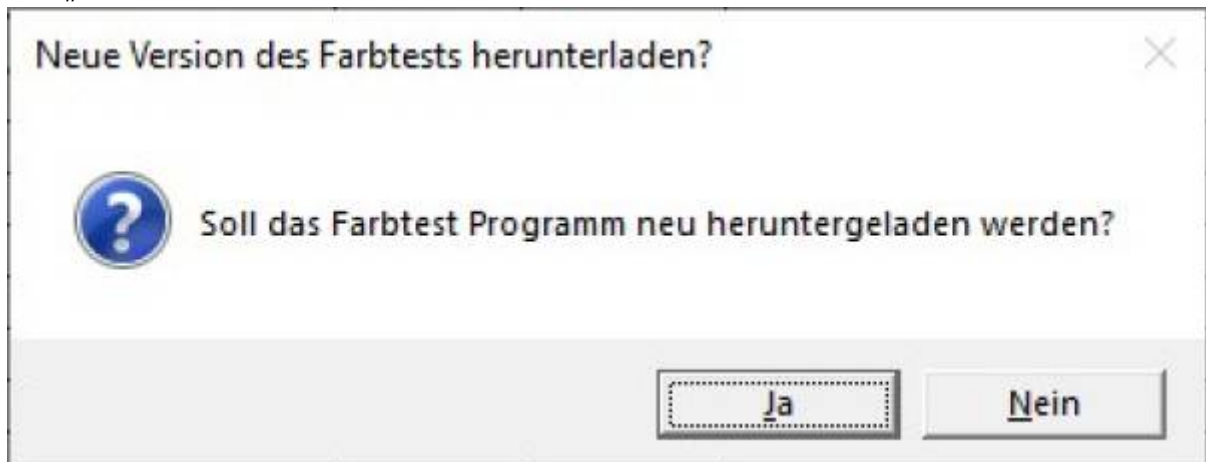 Neue Version des Farbtests herunterladen?
Soll das Farbtest Programm neu heruntergeladen werden?
Ja
Nein